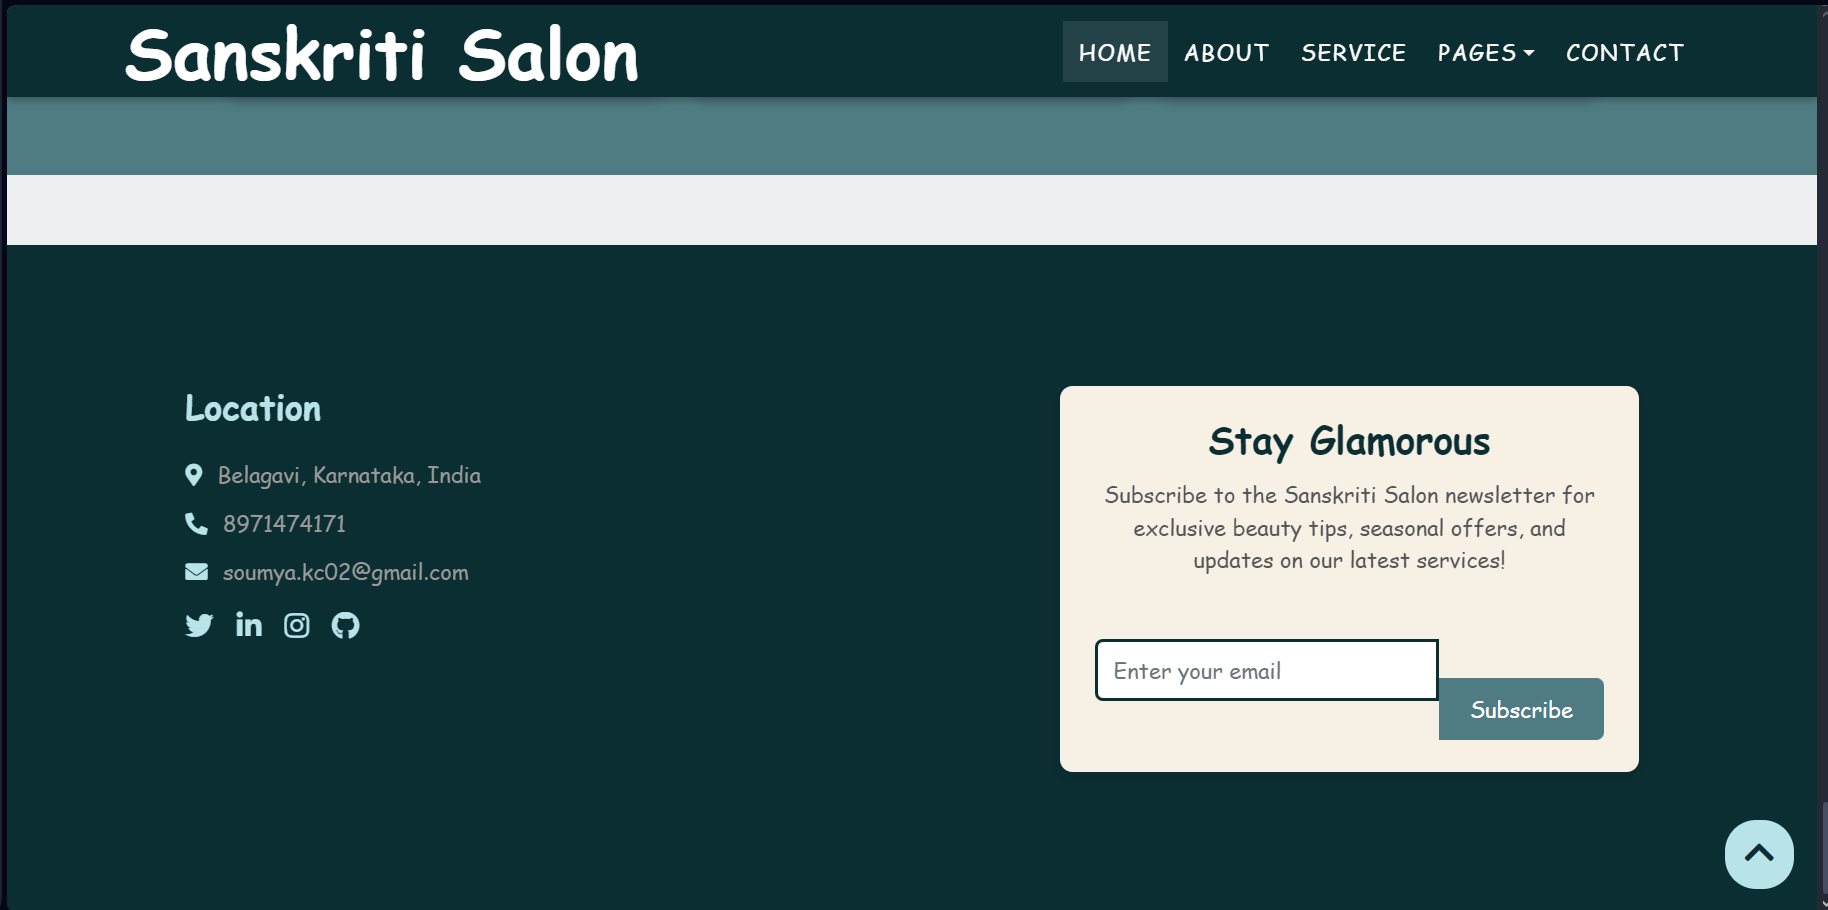 Sanskriti Salon
HOME ABOUT SERVICE PAGES CONTACT
Location
Belagavi, Karnataka, India
8971474171
soumya.kc02@gmail.com
Stay Glamorous
Subscribe to the Sanskriti Salon newsletter for
exclusive beauty tips, seasonal offers, and
updates on our latest services!
Enter your email
Subscribe